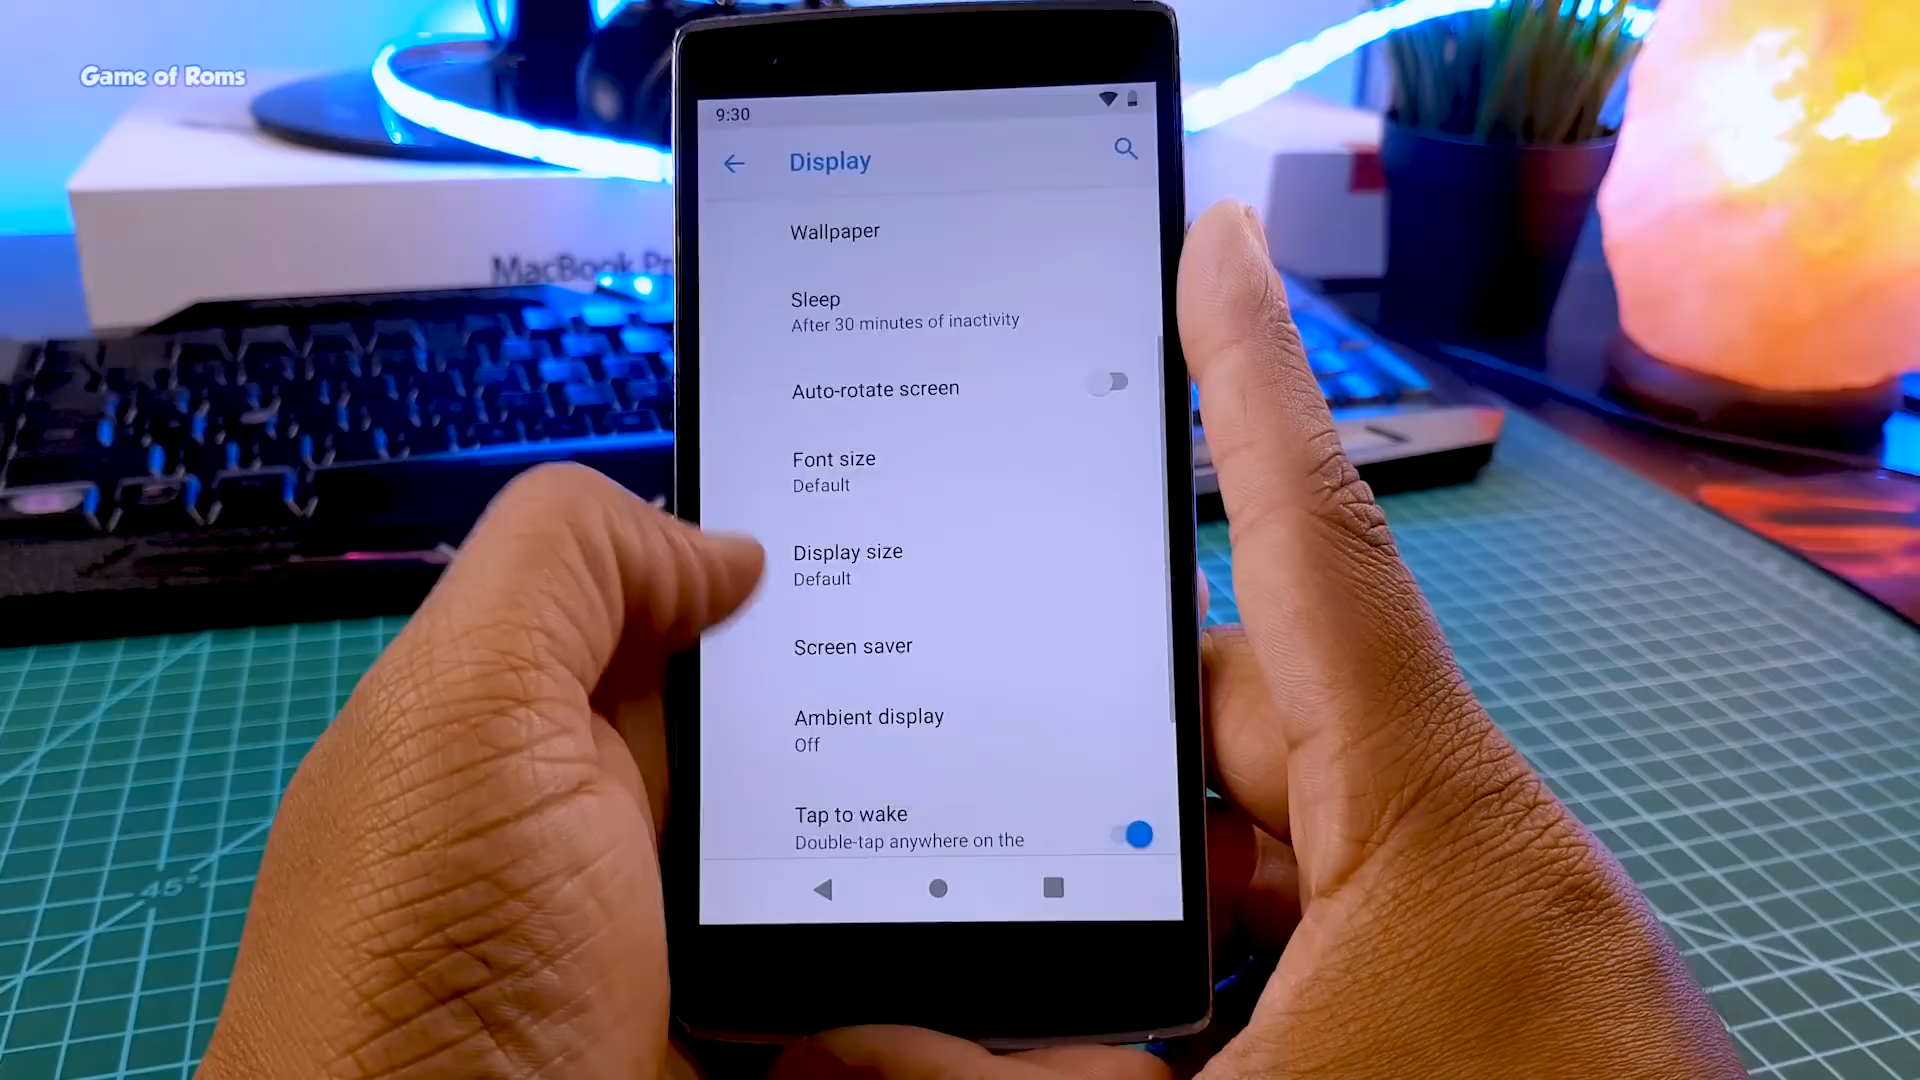 Game of Roms
9:30
Display
Wallpaper
Sleep
After 30 minutes of inactivity
Auto-rotate screen
Font size
Default
Display size
Default
Screen saver
Ambient display
Off
Tap to wake
Double-tap anywhere on the
MacBook Pr
45°